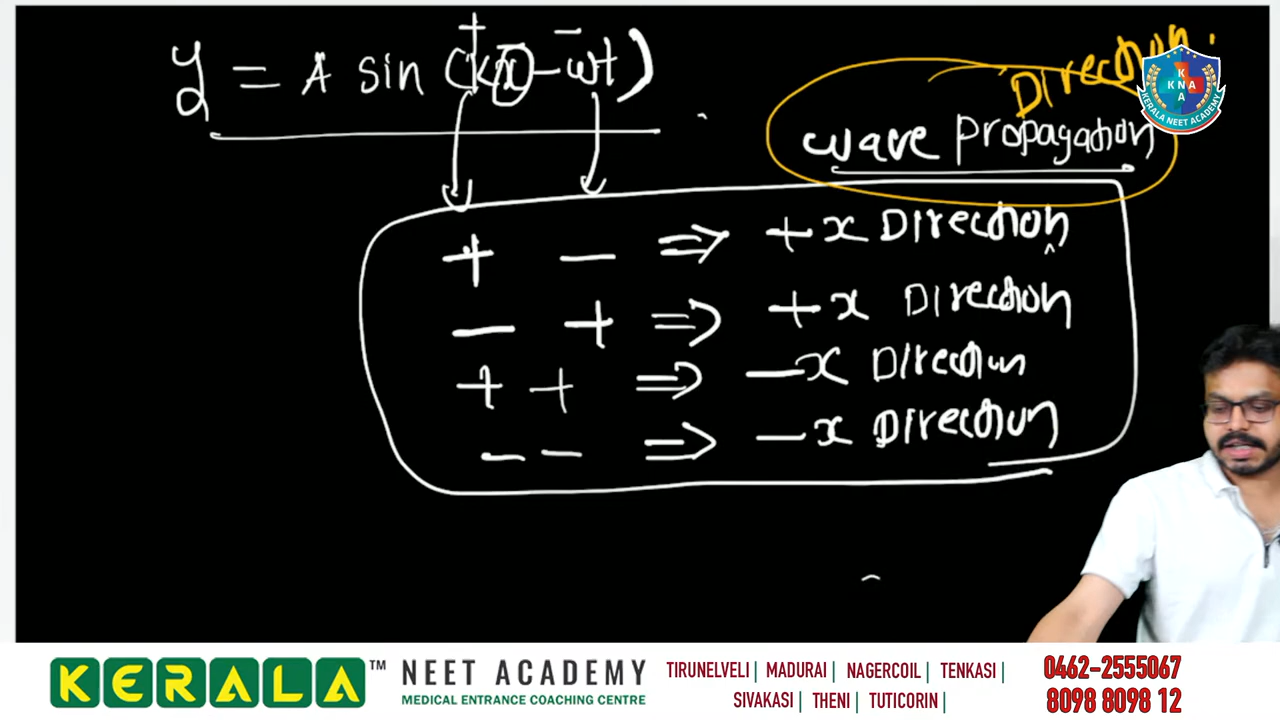 y = A sin (kx - ωt)
+ -
Direction.
wave propagation
+ - ⇒ +x Direction
- + ⇒ +x Direction
+ + ⇒ -x Direction
- - ⇒ -x Direction
K
KNA
A
KERALA NEET ACADEMY
KERALA™
NEET ACADEMY
MEDICAL ENTRANCE COACHING CENTRE
TIRUNELVELI | MADURAI | NAGERCOIL | TENKASI |
SIVAKASI | THENI | TUTICORIN |
0462-2555067
8098 8098 12